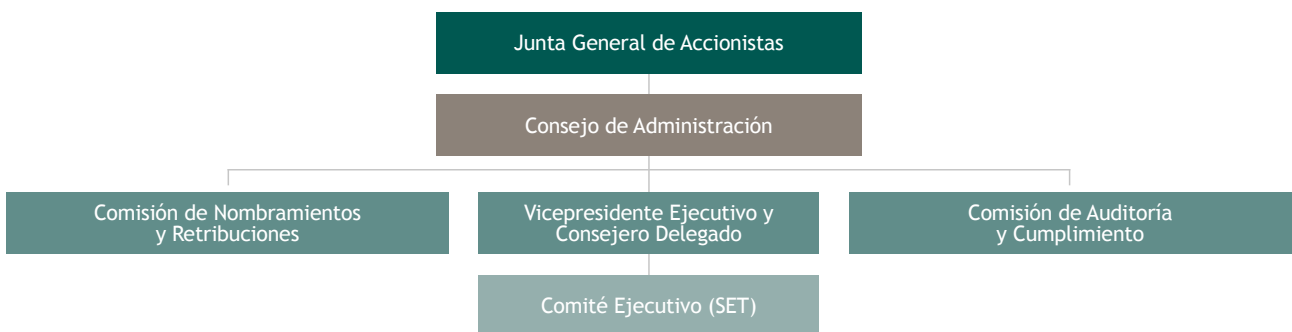 Junta General de Accionistas
Consejo de Administración
Comisión de Nombramientos
y Retribuciones
Vicepresidente Ejecutivo y
Consejero Delegado
Comisión de Auditoría
y Cumplimiento
Comité Ejecutivo (SET)